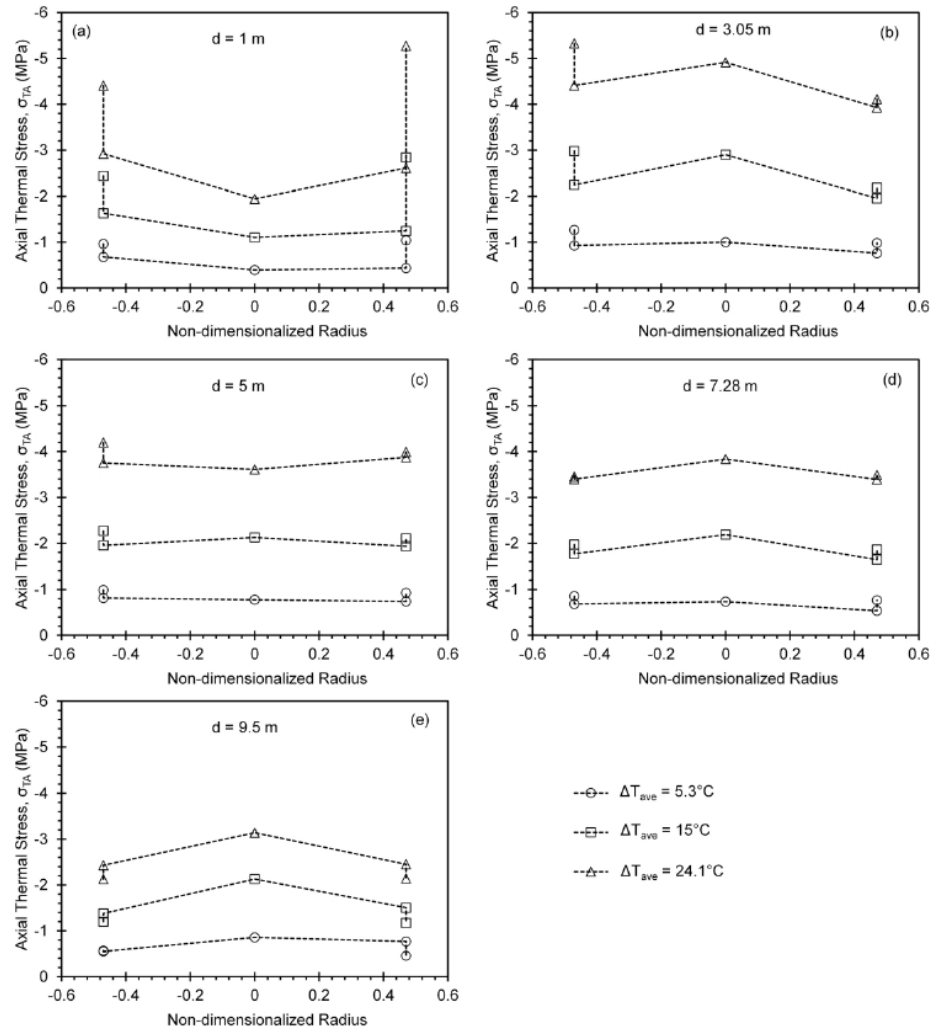 (a)
d = 1 m
Axial Thermal Stress, σTA (MPa)
-6
-5
-4
-3
-2
-1
0
-0.6 -0.4 -0.2 0 0.2 0.4 0.6
Non-dimensionalized Radius
(b)
d = 3.05 m
Axial Thermal Stress, σTA (MPa)
-6
-5
-4
-3
-2
-1
0
-0.6 -0.4 -0.2 0 0.2 0.4 0.6
Non-dimensionalized Radius
(c)
d = 5 m
Axial Thermal Stress, σTA (MPa)
-6
-5
-4
-3
-2
-1
0
-0.6 -0.4 -0.2 0 0.2 0.4 0.6
Non-dimensionalized Radius
(d)
d = 7.28 m
Axial Thermal Stress, σTA (MPa)
-6
-5
-4
-3
-2
-1
0
-0.6 -0.4 -0.2 0 0.2 0.4 0.6
Non-dimensionalized Radius
(e)
d = 9.5 m
Axial Thermal Stress, σTA (MPa)
-6
-5
-4
-3
-2
-1
0
-0.6 -0.4 -0.2 0 0.2 0.4 0.6
Non-dimensionalized Radius
ΔTave = 5.3°C
ΔTave = 15°C
ΔTave = 24.1°C